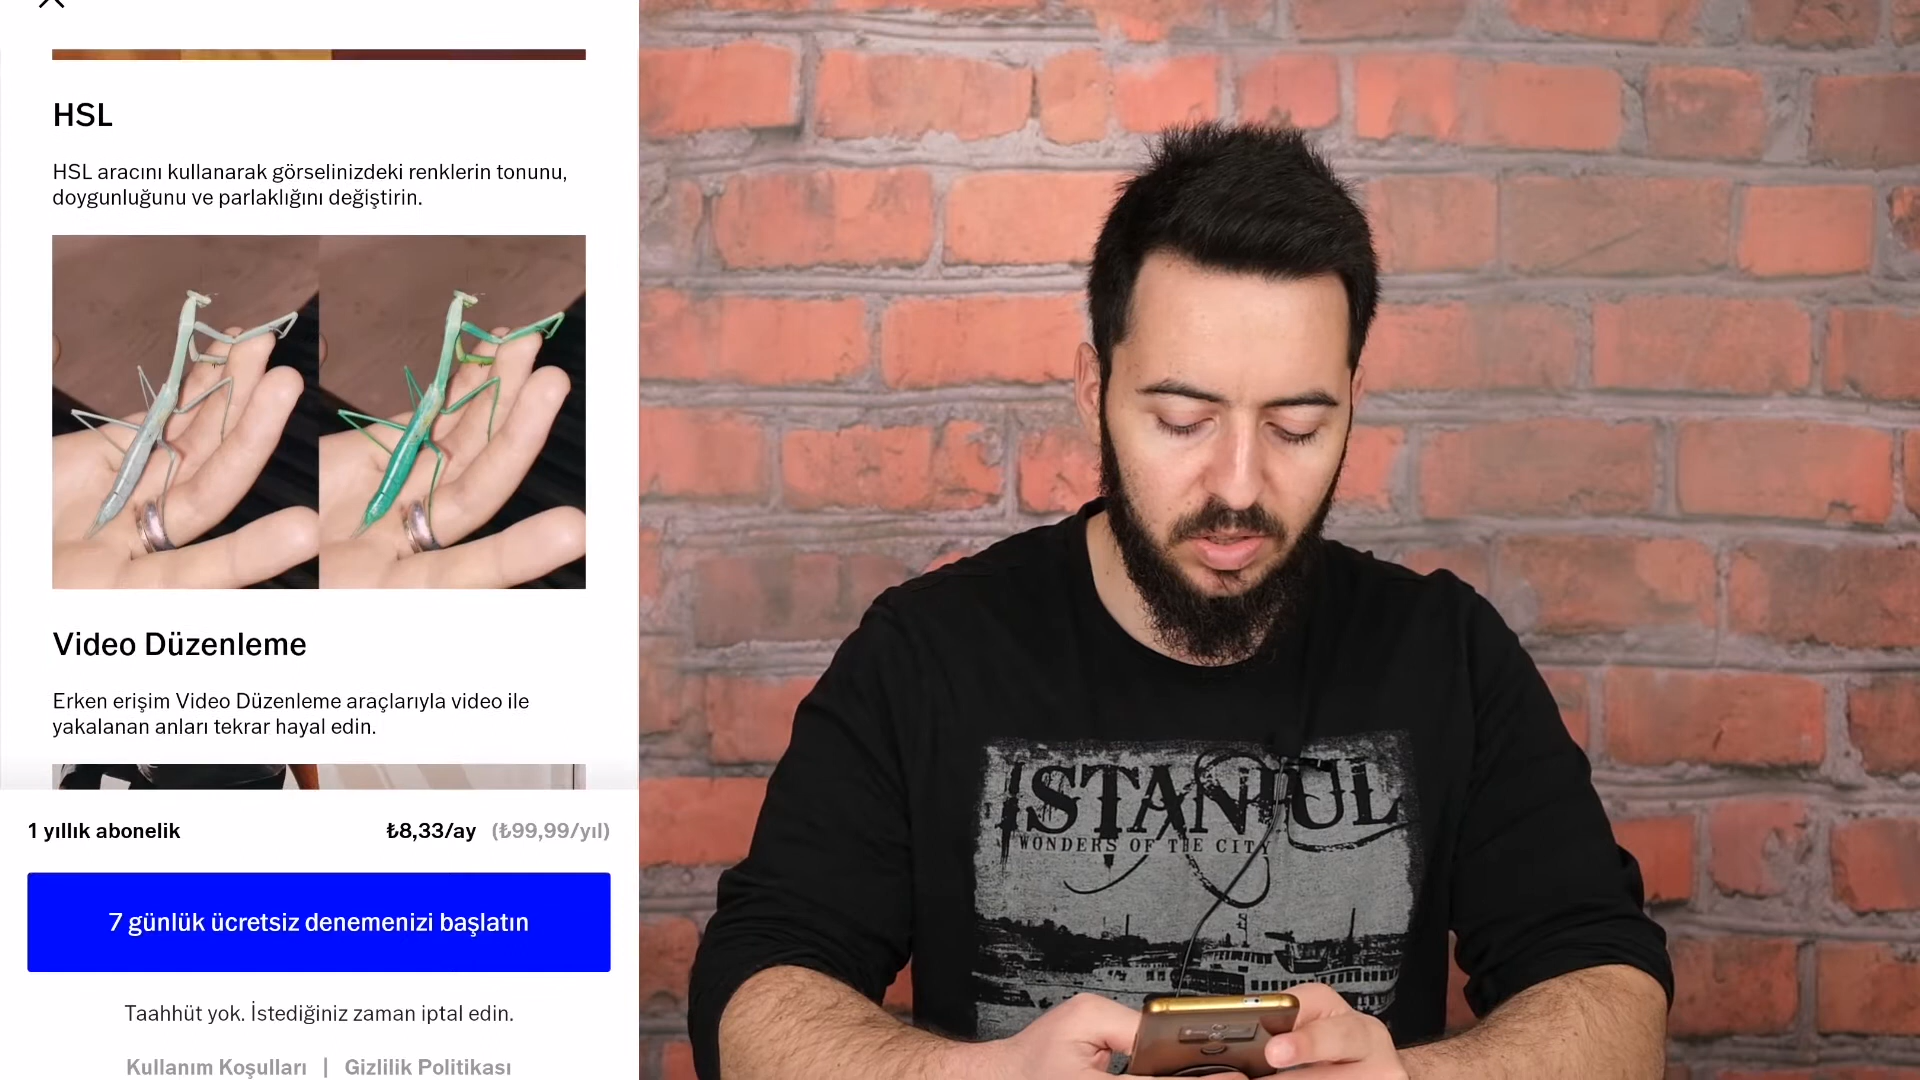 HSL
HSL aracını kullanarak görselinizdeki renklerin tonunu,
doygunluğunu ve parlaklığını değiştirin.
Video Düzenleme
Erken erişim Video Düzenleme araçlarıyla video ile
yakalanan anları tekrar hayal edin.
1 yıllık abonelik ₺8,33/ay (₺99,99/yıl)
7 günlük ücretsiz denemenizi başlatın
Taahhüt yok. İstediğiniz zaman iptal edin.
Kullanım Koşulları | Gizlilik Politikası
ISTANBUL
WONDERS OF THE CITY